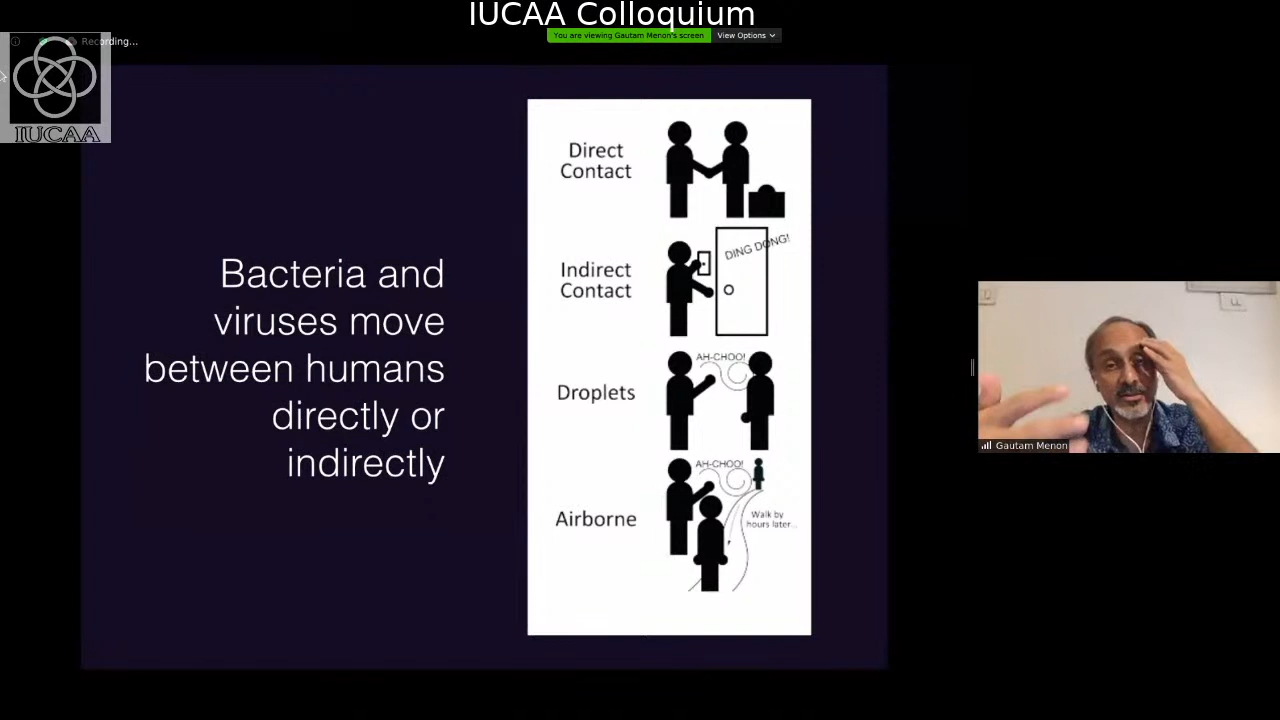 IUCAA Colloquium
You are viewing Gautam Menon's screen
View Options
Recording...
IUCAA
Bacteria and
viruses move
between humans
directly or
indirectly
Direct
Contact
Indirect
Contact
DING DONG!
Droplets
AH-CHOO!
Airborne
AH-CHOO!
Walk by
hours later...
Gautam Menon